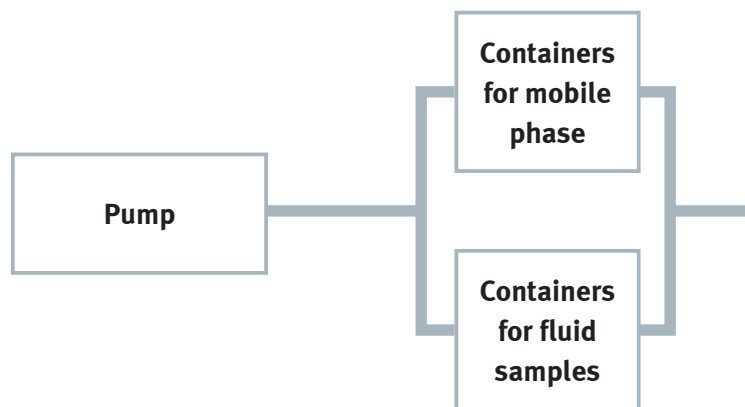 Containers
for mobile
phase
Pump
Containers
for fluid
samples